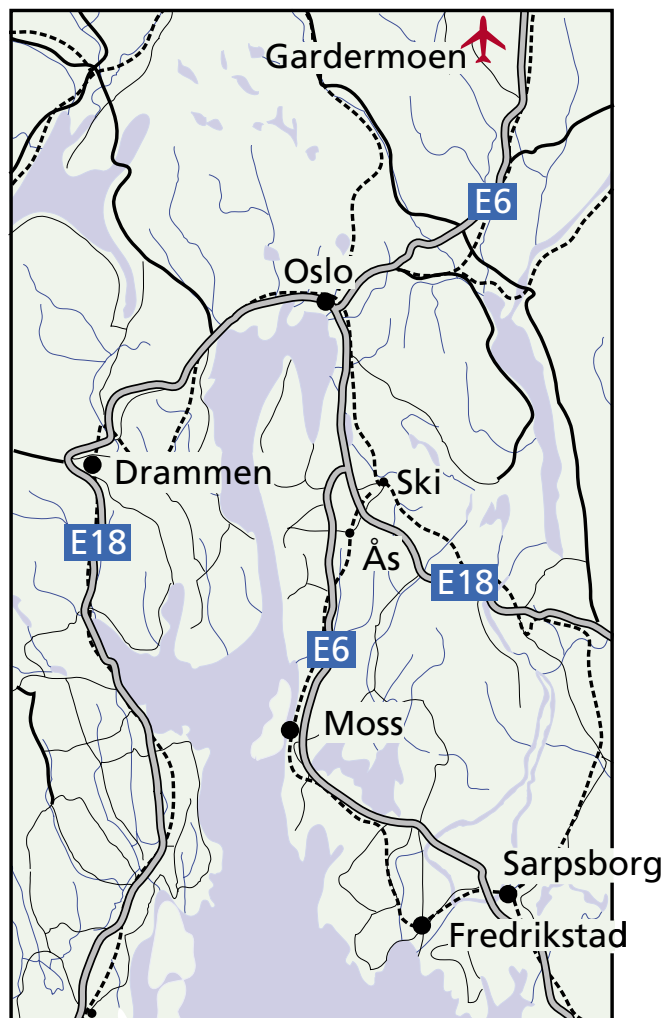 Gardermoen
E6
Oslo
Drammen
Ski
E18
Ås
E18
E6
Moss
Sarpsborg
Fredrikstad